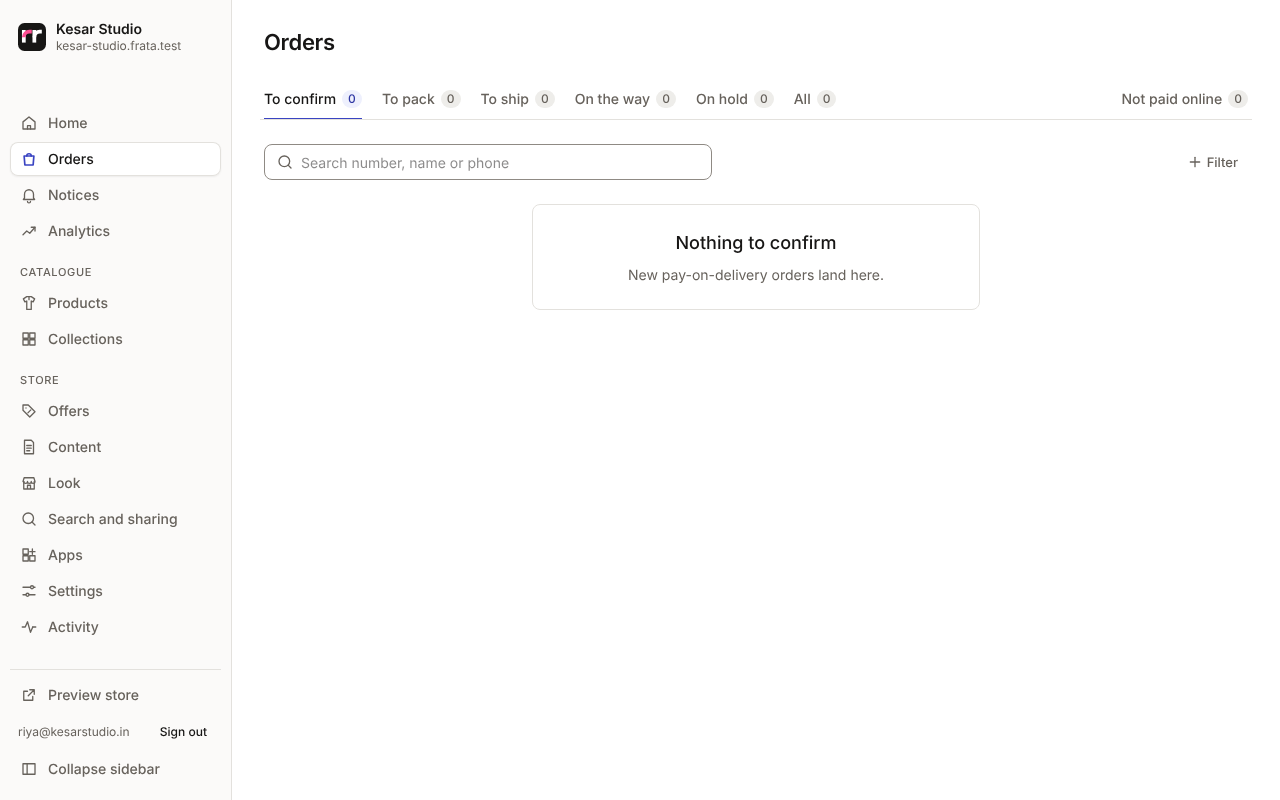 Kesar Studio
kesar-studio.frata.test
Home
Orders
Notices
Analytics
CATALOGUE
Products
Collections
STORE
Offers
Content
Look
Search and sharing
Apps
Settings
Activity
Preview store
riya@kesarstudio.in Sign out
Collapse sidebar
Orders
To confirm 0 To pack 0 To ship 0 On the way 0 On hold 0 All 0 Not paid online 0
Search number, name or phone
Filter
Nothing to confirm
New pay-on-delivery orders land here.